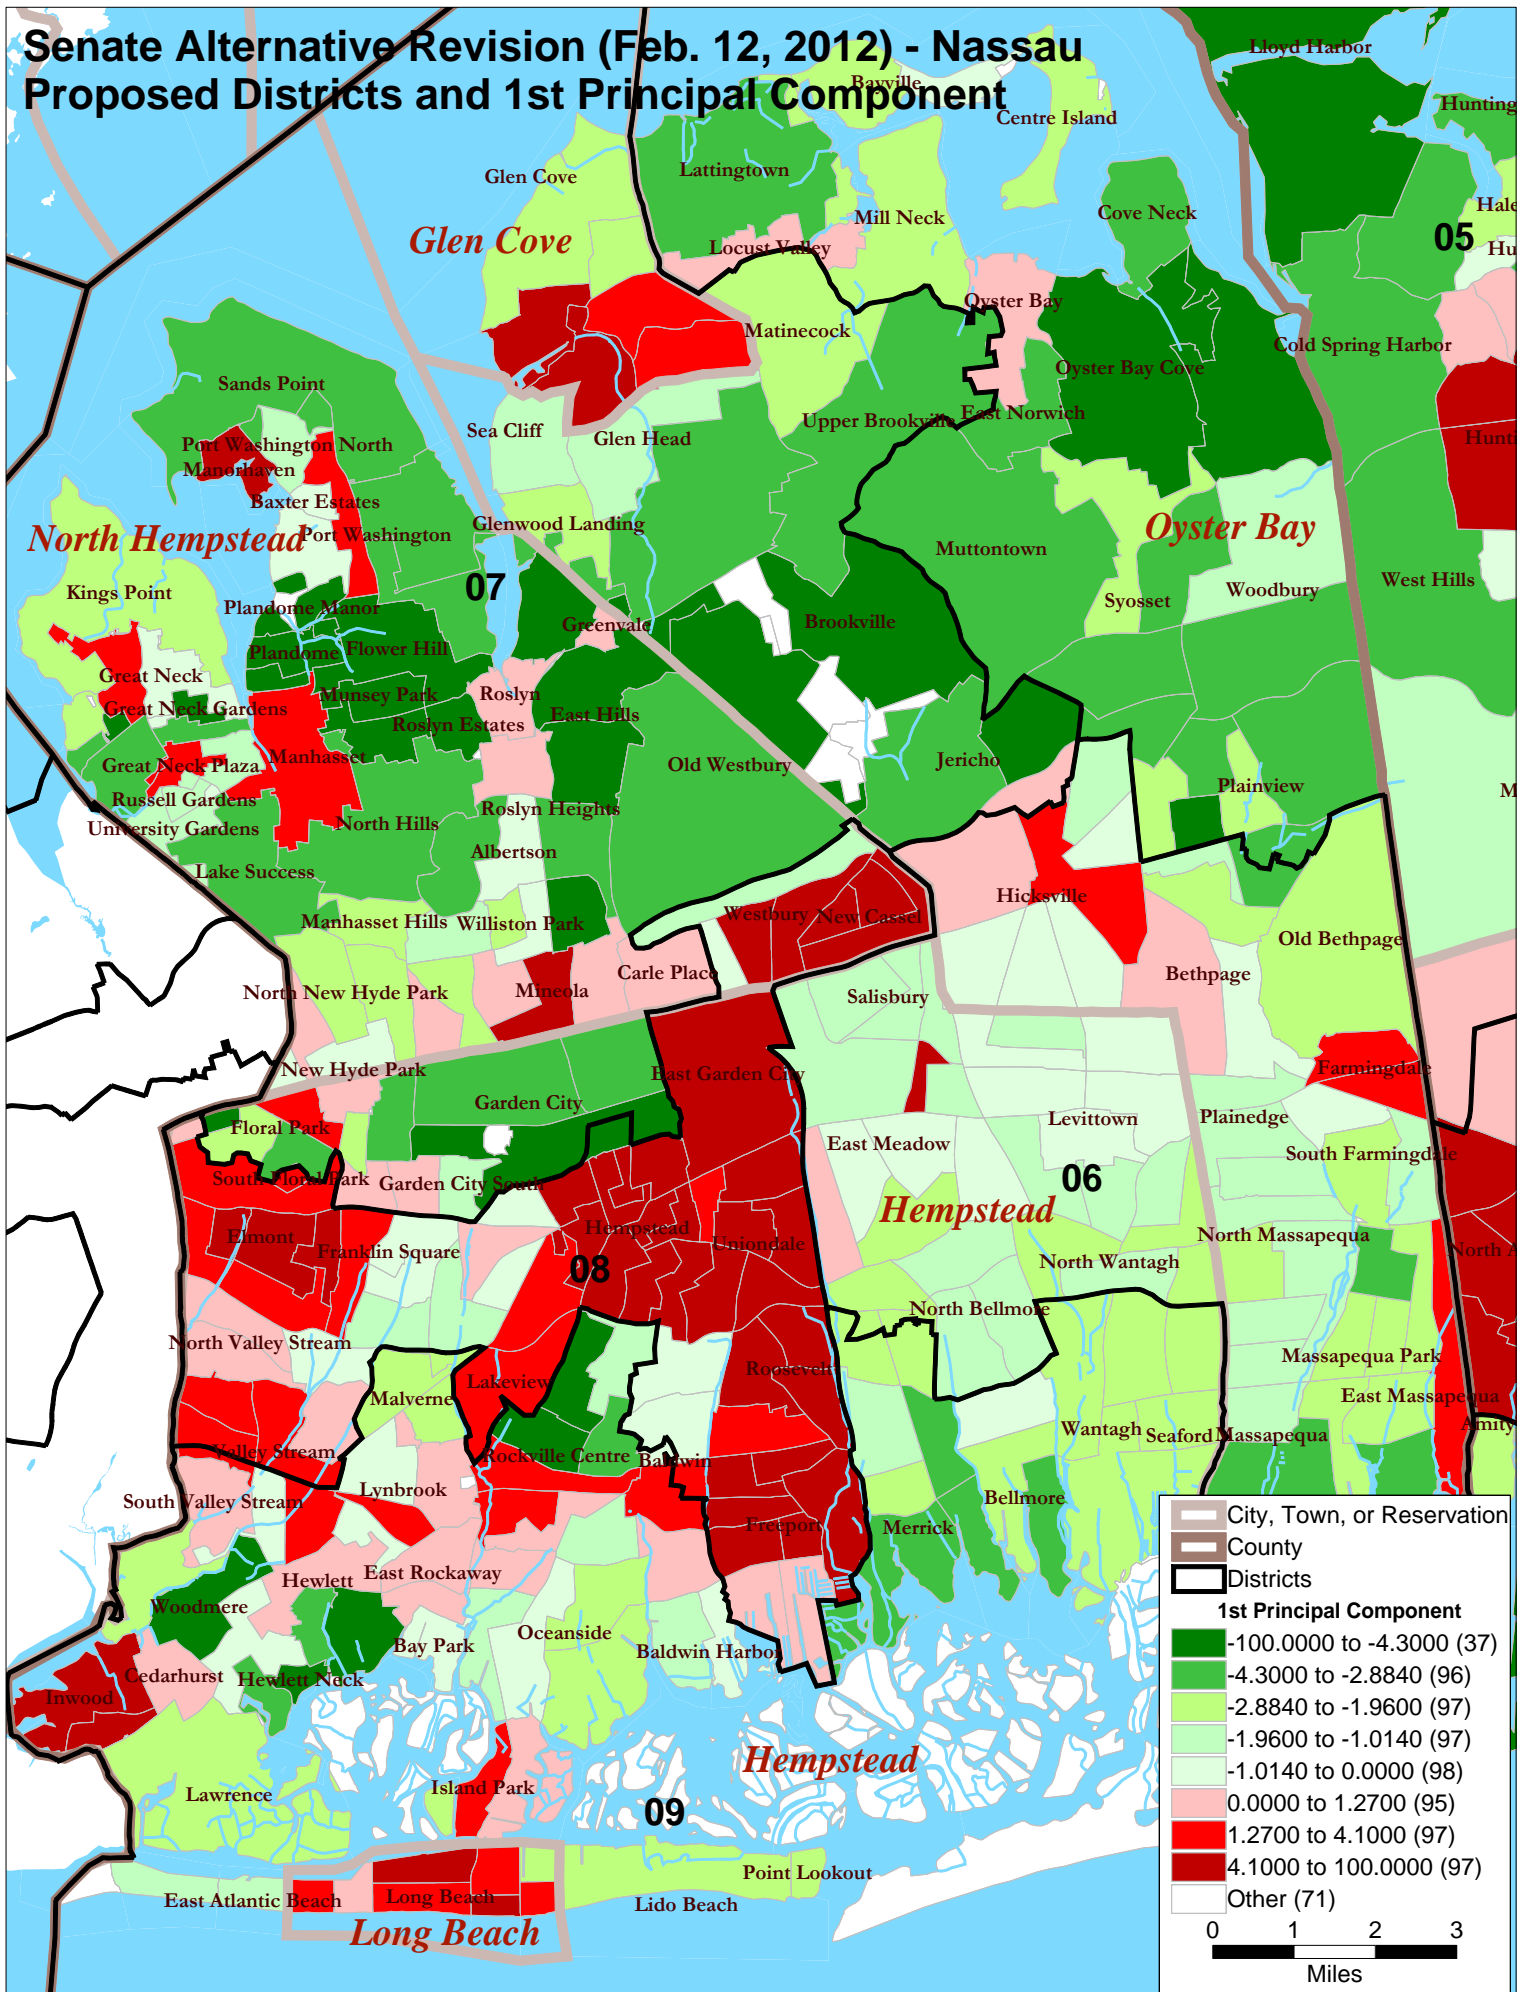 Senate Alternative Revision (Feb. 12, 2012) - Nassau
Proposed Districts and 1st Principal Component
Lloyd Harbor
Bayville
Hunting
Centre Island
Lattingtown
Glen Cove
Hale
Cove Neck
Mill Neck
05
Glen Cove
Locust Valley
Hu
Oyster Bay
Matinecock
Cold Spring Harbor
Oyster Bay Cove
Sands Point
Upper Brookville
East Norwich
Sea Cliff
Glen Head
Hunti
Port Washington North
Manorhaven
Baxter Estates
Glenwood Landing
North Hempstead
Port Washington
Oyster Bay
Muttontown
07
West Hills
Kings Point
Woodbury
Syosset
Plandome Manor
Greenvale
Brookville
Plandome
Flower Hill
Great Neck
Munsey Park
Roslyn
Great Neck Gardens
Roslyn Estates
East Hills
Manhasset
Great Neck Plaza
Old Westbury
Jericho
Plainview
M
Russell Gardens
Roslyn Heights
University Gardens
North Hills
Albertson
Lake Success
Hicksville
Manhasset Hills
Williston Park
Westbury
New Cassel
Old Bethpage
Carle Place
Bethpage
North New Hyde Park
Mineola
Salisbury
New Hyde Park
East Garden City
Farmingdale
Garden City
Floral Park
East Meadow
Levittown
Plainedge
South Farmingdale
South Floral Park
Garden City South
06
Hempstead
Hempstead
Elmont
Franklin Square
Uniondale
North Massapequa
North A
08
North Wantagh
North Bellmore
North Valley Stream
Massapequa Park
Roosevelt
Malverne
Lakeview
East Massapequa
Wantagh
Seaford
Massapequa
Amity
Valley Stream
Rockville Centre
Baldwin
Lynbrook
South Valley Stream
Bellmore
Freeport
Merrick
Hewlett
East Rockaway
Woodmere
Oceanside
Bay Park
Baldwin Harbor
Cedarhurst
Hewlett Neck
Inwood
Hempstead
Island Park
Lawrence
09
Point Lookout
East Atlantic Beach
Long Beach
Lido Beach
Long Beach
City, Town, or Reservation
County
Districts
1st Principal Component
-100.0000 to -4.3000 (37)
-4.3000 to -2.8840 (96)
-2.8840 to -1.9600 (97)
-1.9600 to -1.0140 (97)
-1.0140 to 0.0000 (98)
0.0000 to 1.2700 (95)
1.2700 to 4.1000 (97)
4.1000 to 100.0000 (97)
Other (71)
0 1 2 3
Miles